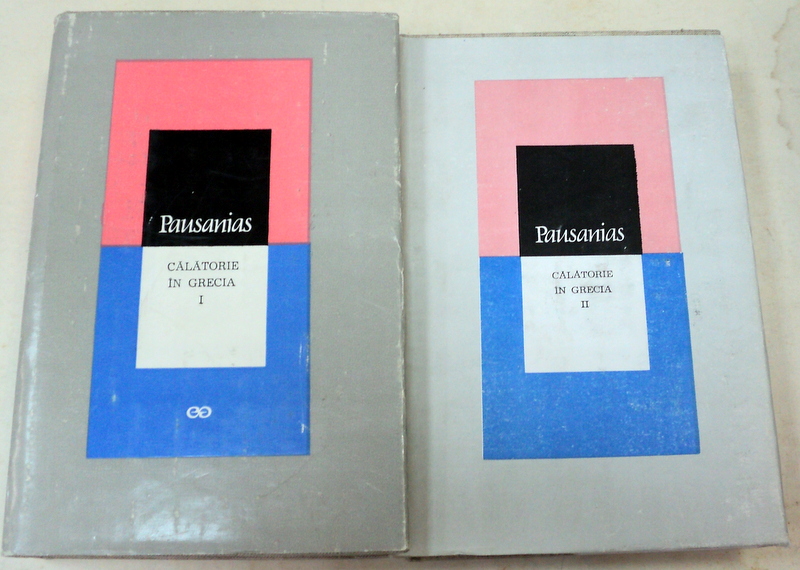 Pausanias
CĂLĂTORIE
ÎN GRECIA
I
Pausanias
CĂLĂTORIE
ÎN GRECIA
II